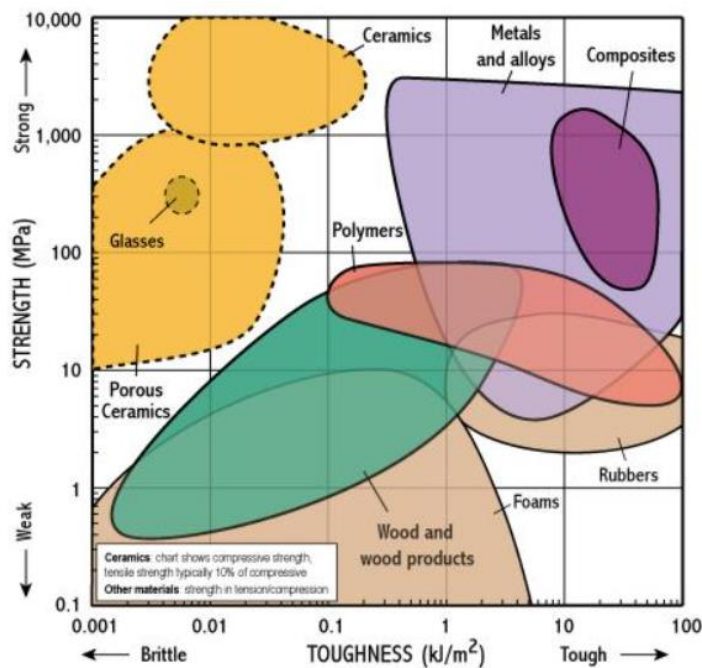 10,000
1,000
100
10
1
0.1
Strong
STRENGTH (MPa)
Weak
Ceramics
Metals
and alloys
Composites
Glasses
Polymers
Porous
Ceramics
Rubbers
Foams
Wood and
wood products
Ceramics: chart shows compressive strength,
tensile strength typically 10% of compressive
Other materials: strength in tension/compression
0.001
0.01
0.1
1
10
100
Brittle
TOUGHNESS (kJ/m²)
Tough